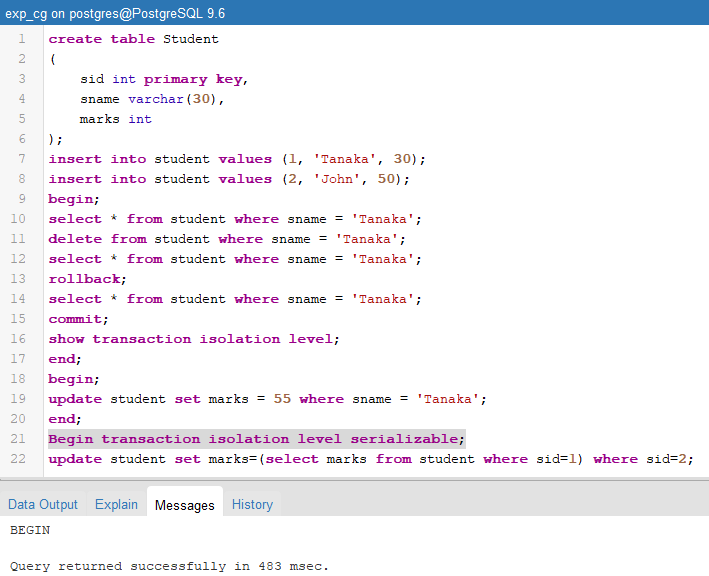 exp_cg on postgres@PostgreSQL 9.6
1 create table Student
2 (
3 sid int primary key,
4 sname varchar(30),
5 marks int
6 );
7 insert into student values (1, 'Tanaka', 30);
8 insert into student values (2, 'John', 50);
9 begin;
10 select * from student where sname = 'Tanaka';
11 delete from student where sname = 'Tanaka';
12 select * from student where sname = 'Tanaka';
13 rollback;
14 select * from student where sname = 'Tanaka';
15 commit;
16 show transaction isolation level;
17 end;
18 begin;
19 update student set marks = 55 where sname = 'Tanaka';
20 end;
21 Begin transaction isolation level serializable;
22 update student set marks=(select marks from student where sid=1) where sid=2;
Data Output Explain Messages History
BEGIN
Query returned successfully in 483 msec.